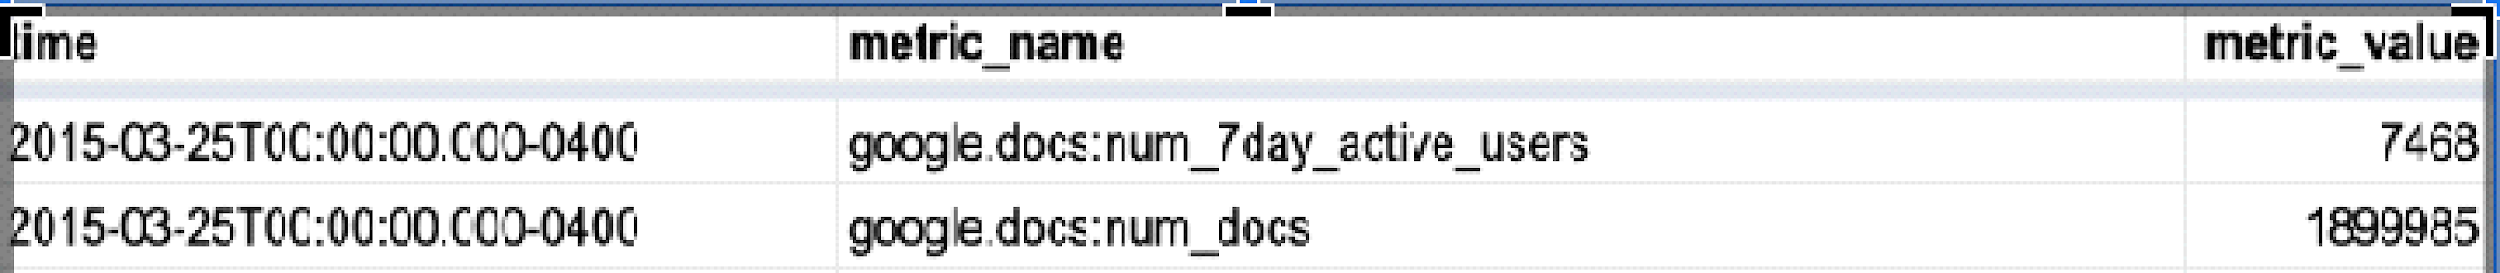 time metric_name metric_value
2015-03-25T00:00:00.000-0400 google.docs:num_7day_active_users 7468
2015-03-25T00:00:00.000-0400 google.docs:num_docs 1899985